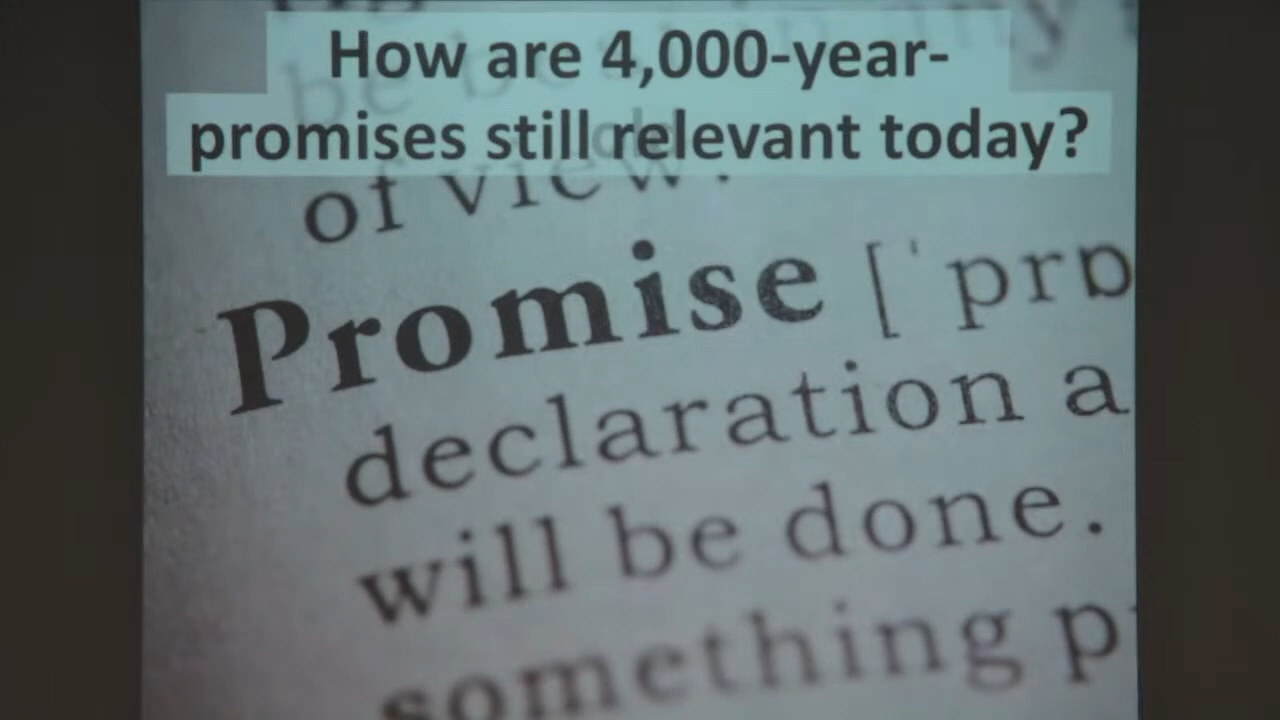 How are 4,000-year-
promises still relevant today?
of view.
Promise [ˈprɒ
declaration a
will be done.
something p